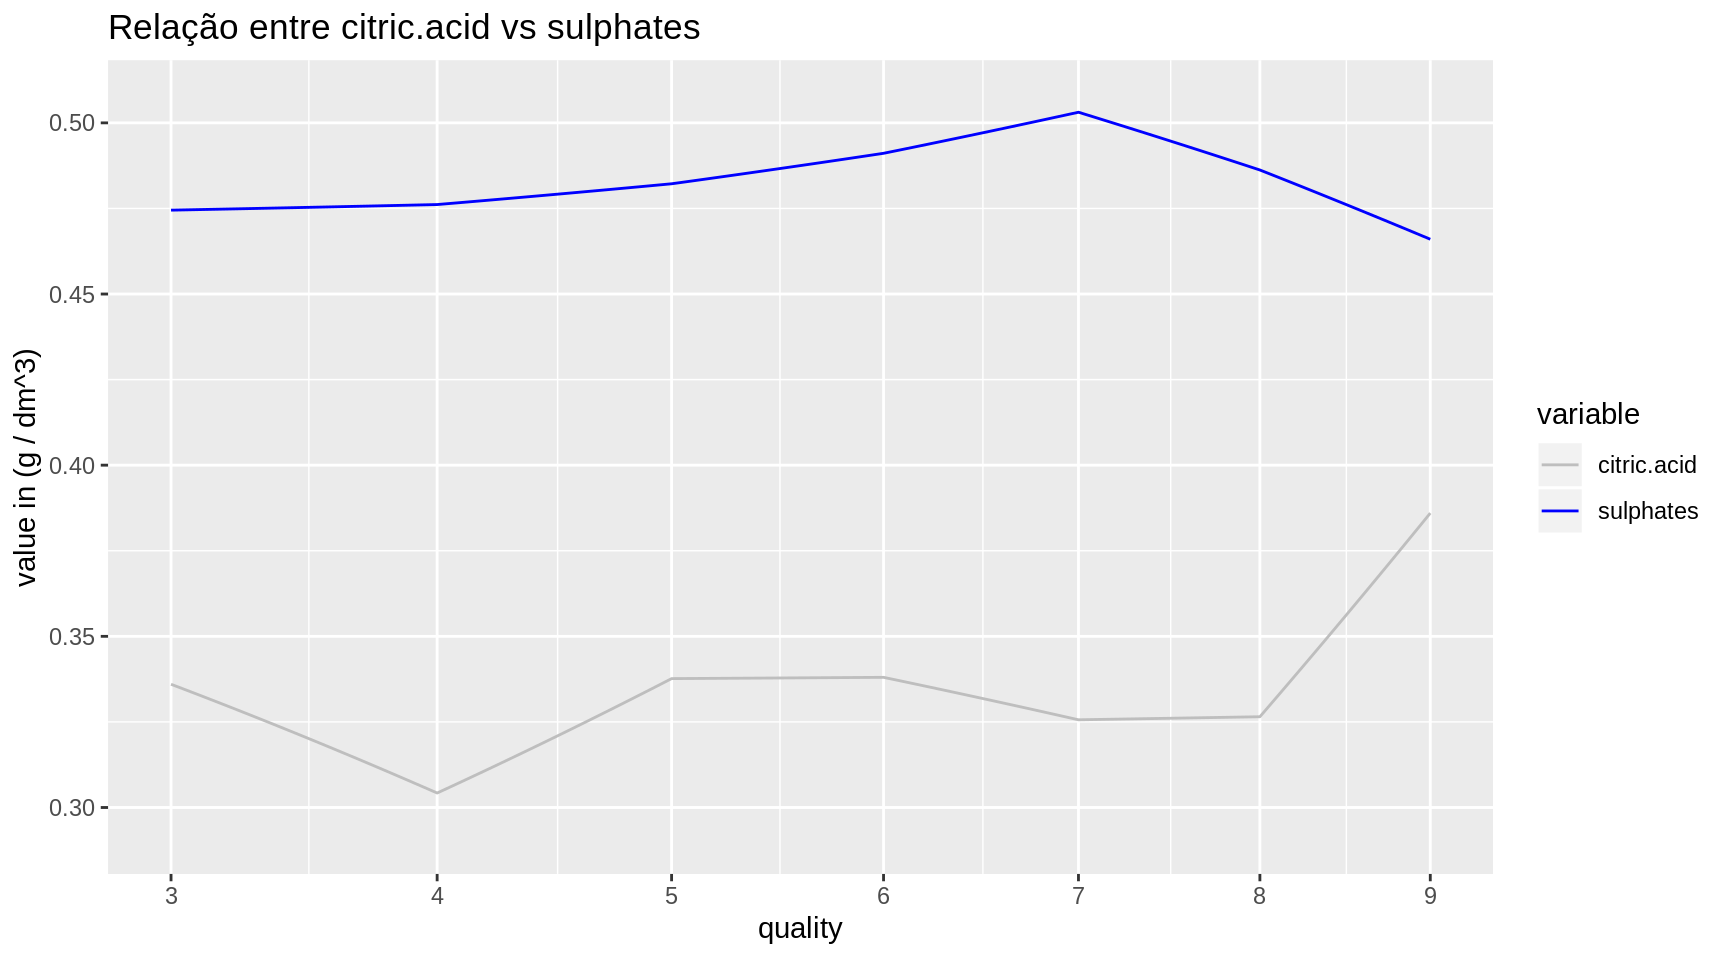 Relação entre citric.acid vs sulphates
value in (g / dm^3)
0.50
0.45
0.40
0.35
0.30
3 4 5 6 7 8 9
quality
variable
citric.acid
sulphates